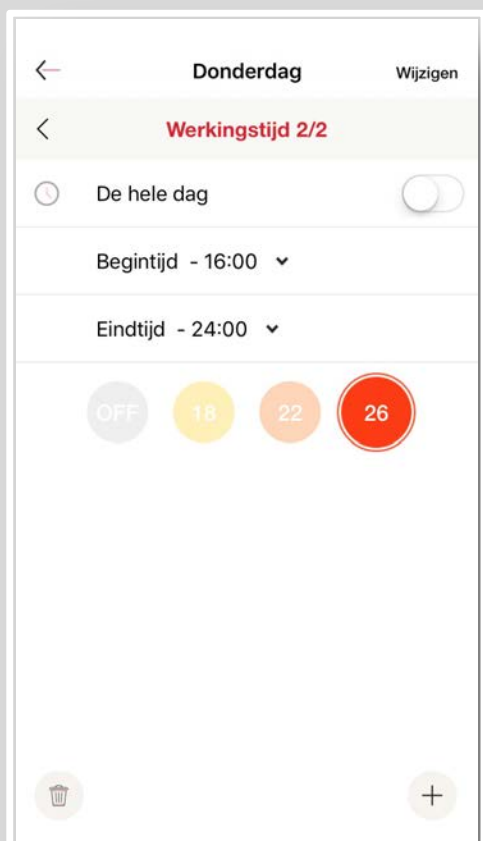 Donderdag Wijzigen
Werkingstijd 2/2
De hele dag
Begintijd - 16:00
Eindtijd - 24:00
OFF 18 22 26